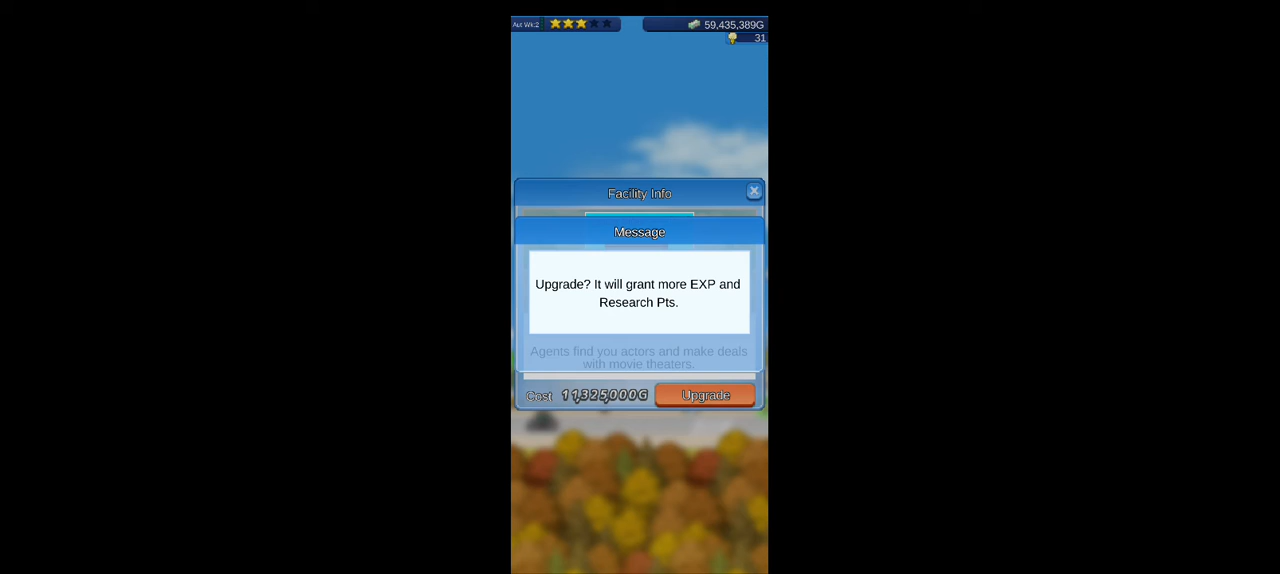 Aut Wk:2 59,435,389G
31
Facility Info
Message
Upgrade? It will grant more EXP and
Research Pts.
Agents find you actors and make deals
with movie theaters.
Cost 11,325,000G Upgrade